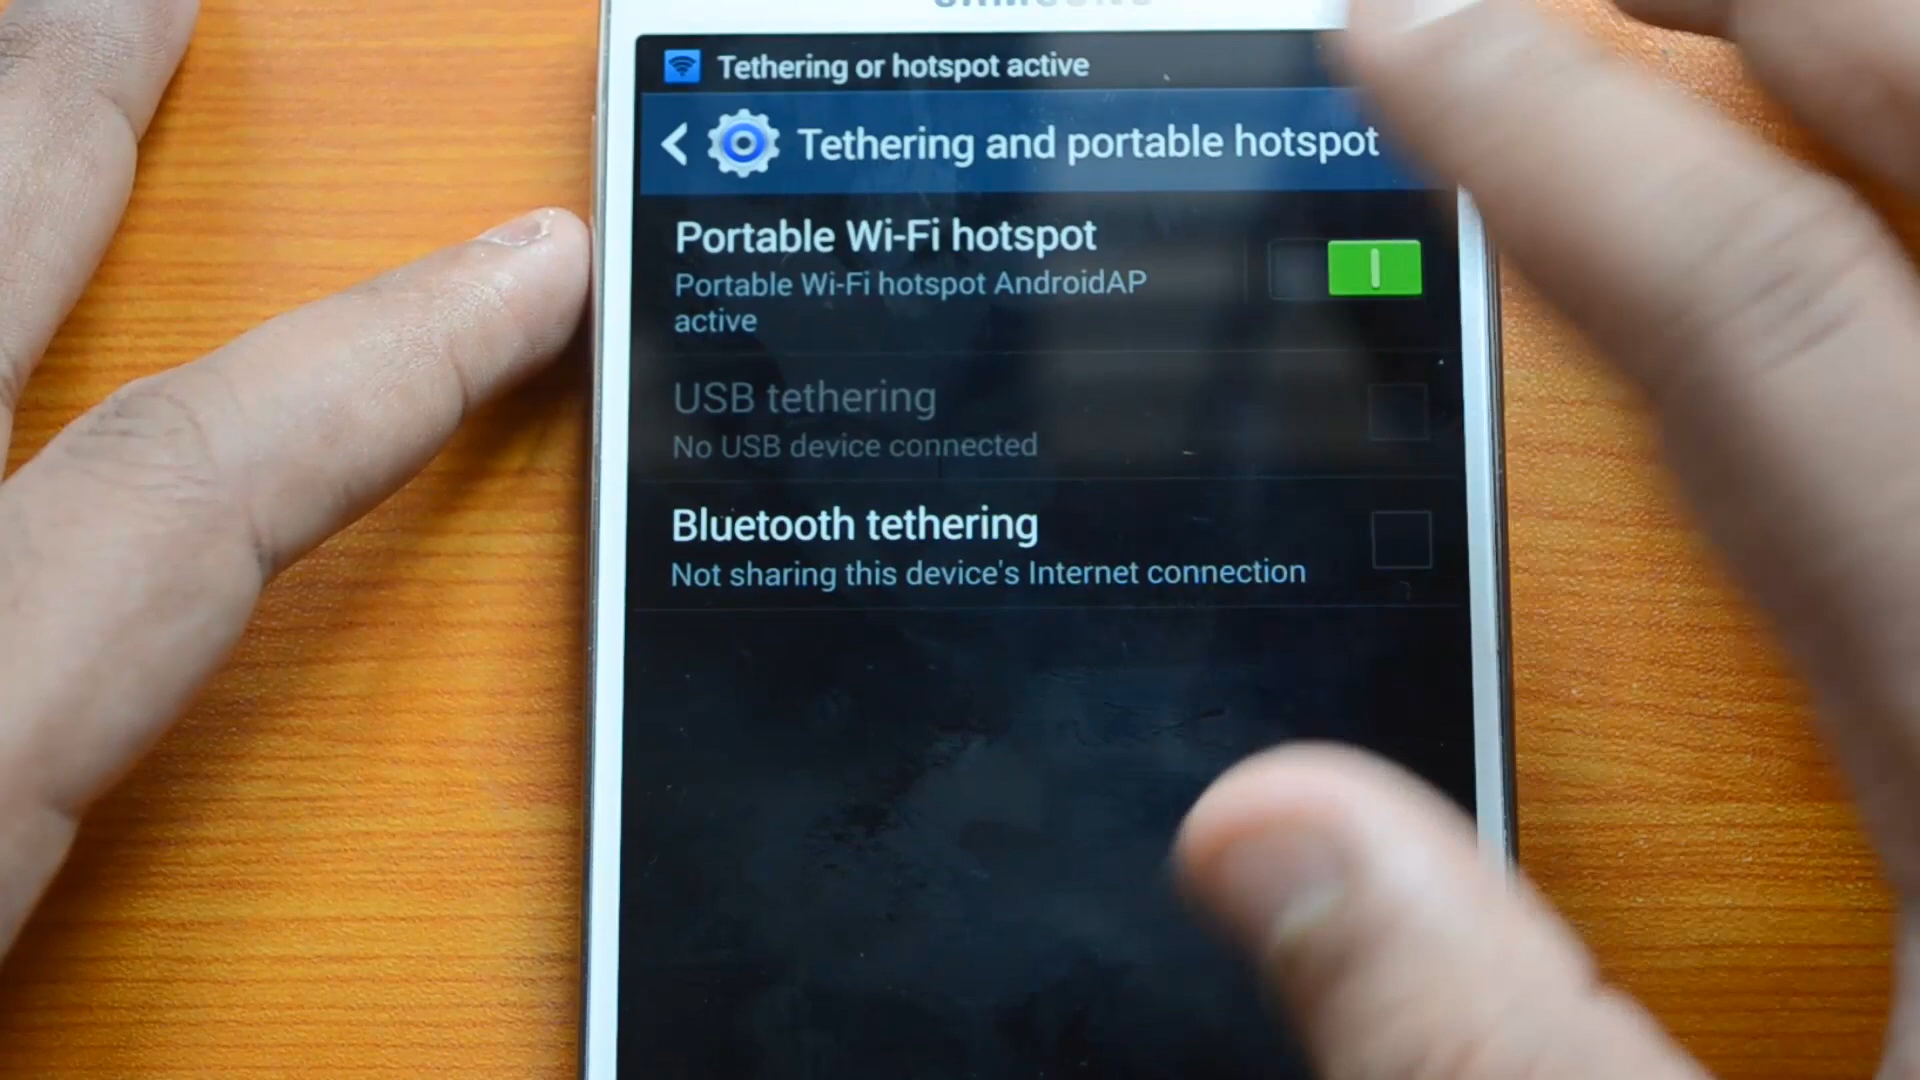 SAMSUNG
Tethering or hotspot active
Tethering and portable hotspot
Portable Wi-Fi hotspot
Portable Wi-Fi hotspot AndroidAP
active
USB tethering
No USB device connected
Bluetooth tethering
Not sharing this device's Internet connection